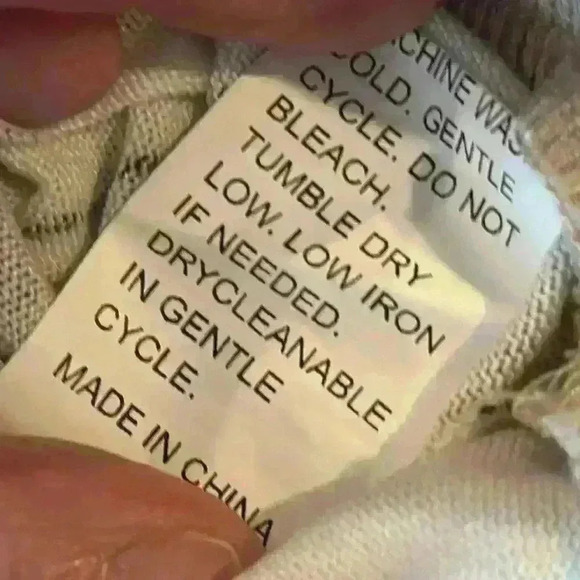 CHINE WAS
OLD. GENTLE
CYCLE. DO NOT
BLEACH.
TUMBLE DRY
LOW. LOW IRON
IF NEEDED.
DRYCLEANABLE
IN GENTLE
CYCLE.
MADE IN CHINA